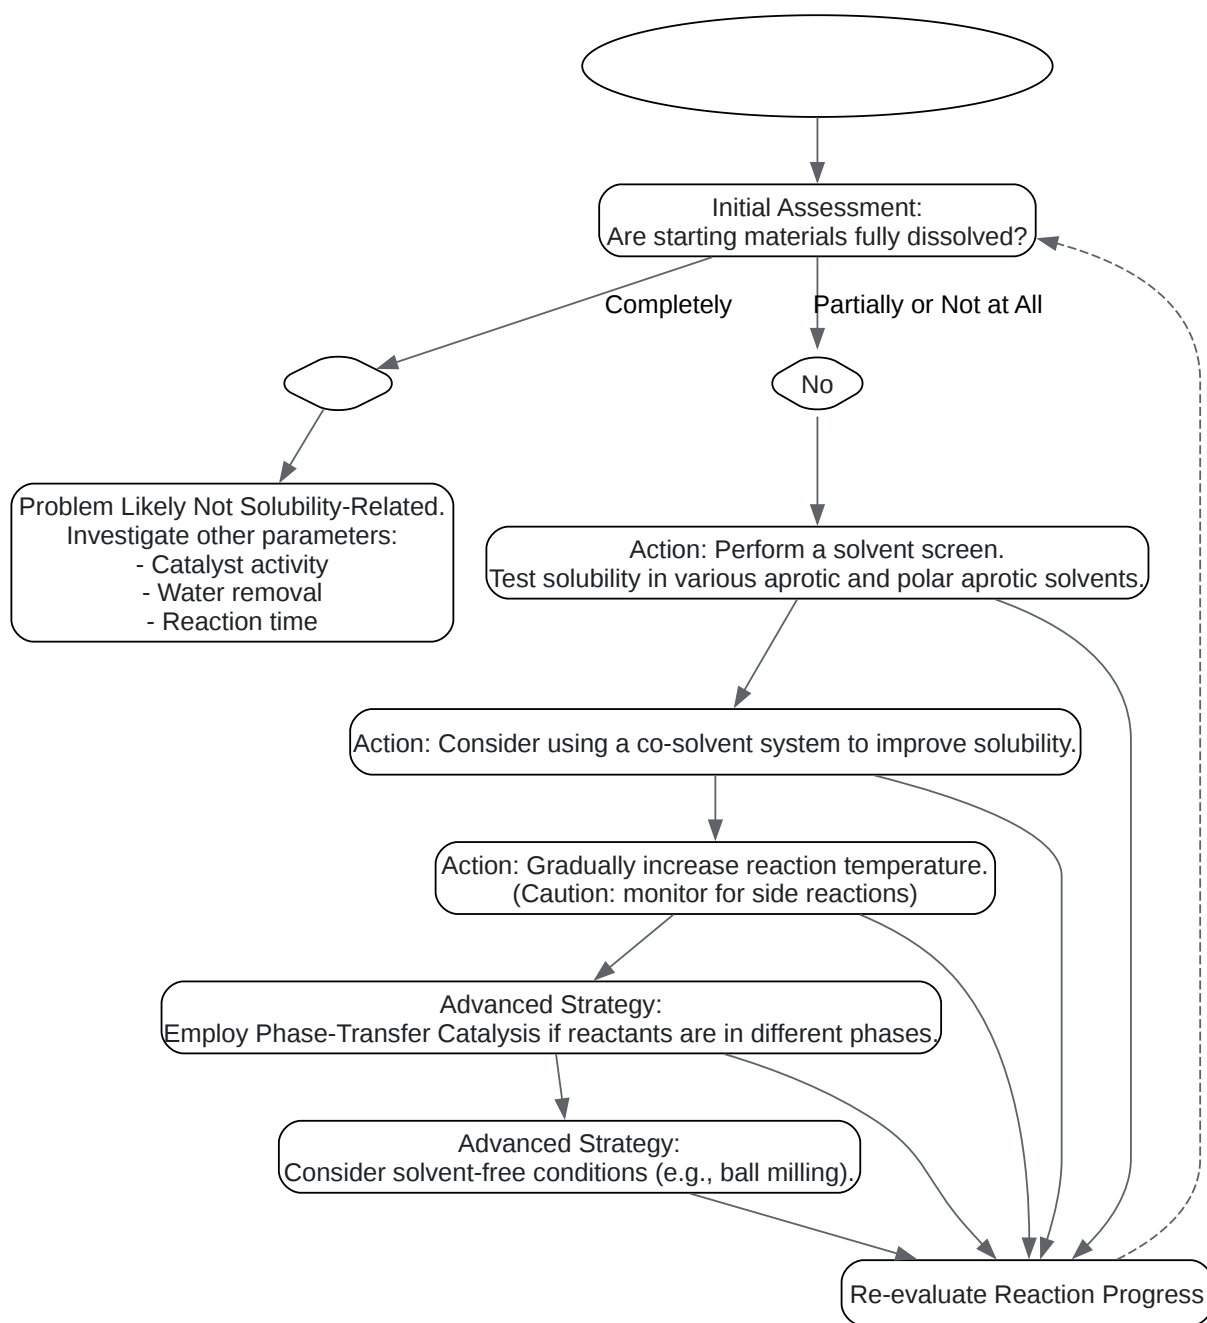 Initial Assessment:
Are starting materials fully dissolved?
Completely
Partially or Not at All
No
Problem Likely Not Solubility-Related.
Investigate other parameters:
- Catalyst activity
- Water removal
- Reaction time
Action: Perform a solvent screen.
Test solubility in various aprotic and polar aprotic solvents.
Action: Consider using a co-solvent system to improve solubility.
Action: Gradually increase reaction temperature.
(Caution: monitor for side reactions)
Advanced Strategy:
Employ Phase-Transfer Catalysis if reactants are in different phases.
Advanced Strategy:
Consider solvent-free conditions (e.g., ball milling).
Re-evaluate Reaction Progress